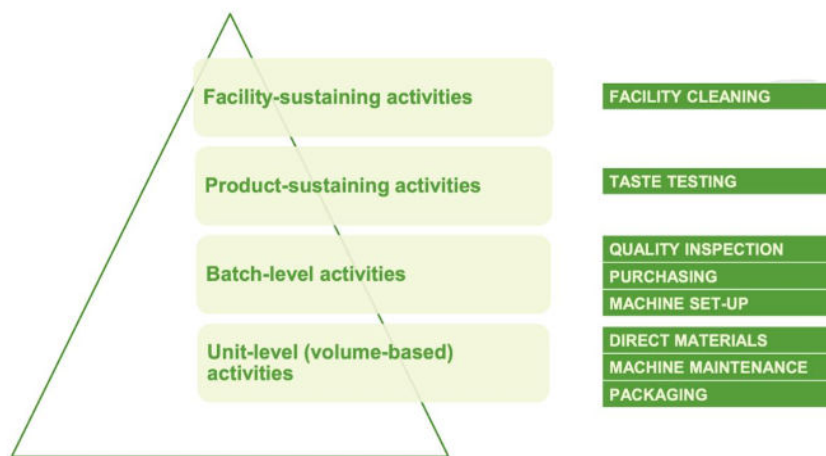 Facility-sustaining activities
FACILITY CLEANING
Product-sustaining activities
TASTE TESTING
Batch-level activities
QUALITY INSPECTION
PURCHASING
MACHINE SET-UP
Unit-level (volume-based)
activities
DIRECT MATERIALS
MACHINE MAINTENANCE
PACKAGING